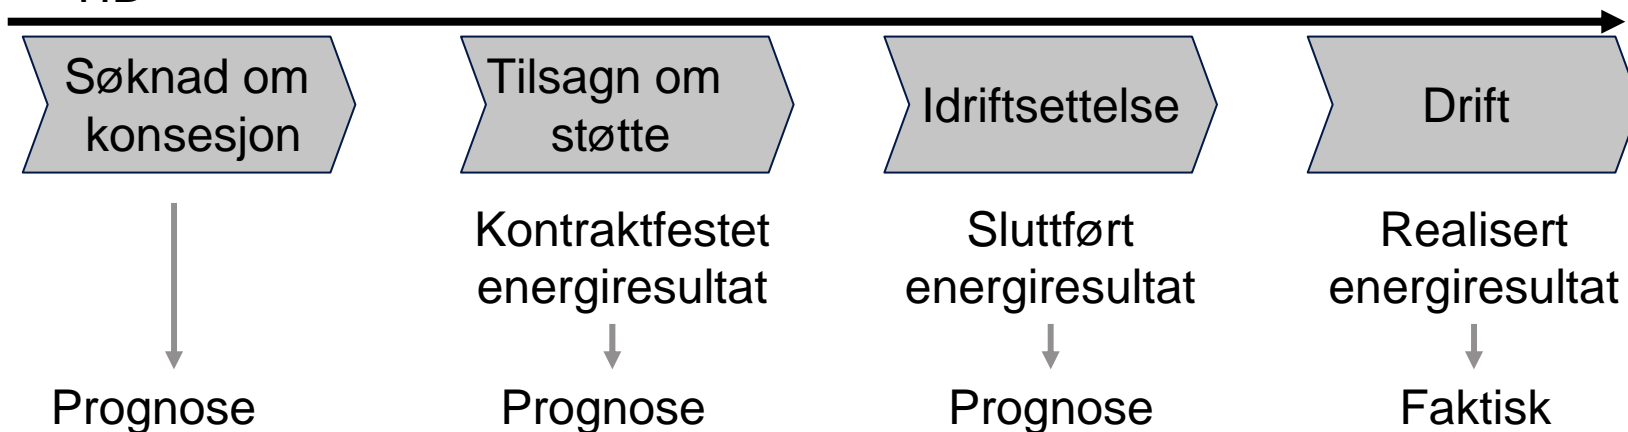 Søknad om
konsesjon
Tilsagn om
støtte
Idriftsettelse
Drift
Kontraktfestet
energiresultat
Sluttført
energiresultat
Realisert
energiresultat
Prognose
Prognose
Prognose
Faktisk